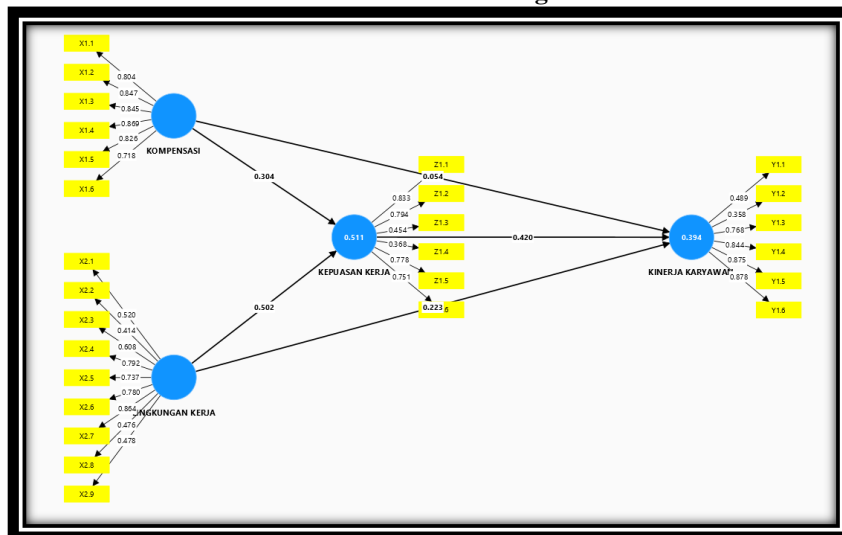 X1.1
X1.2
X1.3
X1.4
X1.5
X1.6
0.804
0.847
0.845
0.869
0.826
0.718
KOMPENSASI
0.304
0.054
Z1.1
Z1.2
Z1.3
Z1.4
Z1.5
.6
0.833
0.794
0.454
0.368
0.778
0.751
0.511
KEPUASAN KERJA
0.420
0.223
0.502
Y1.1
Y1.2
Y1.3
Y1.4
Y1.5
Y1.6
0.489
0.358
0.768
0.844
0.875
0.878
0.394
KINERJA KARYAWAN
X2.1
X2.2
X2.3
X2.4
X2.5
X2.6
X2.7
X2.8
X2.9
0.520
0.414
0.608
0.792
0.737
0.780
0.864
0.476
0.478
INGKUNGAN KERJA